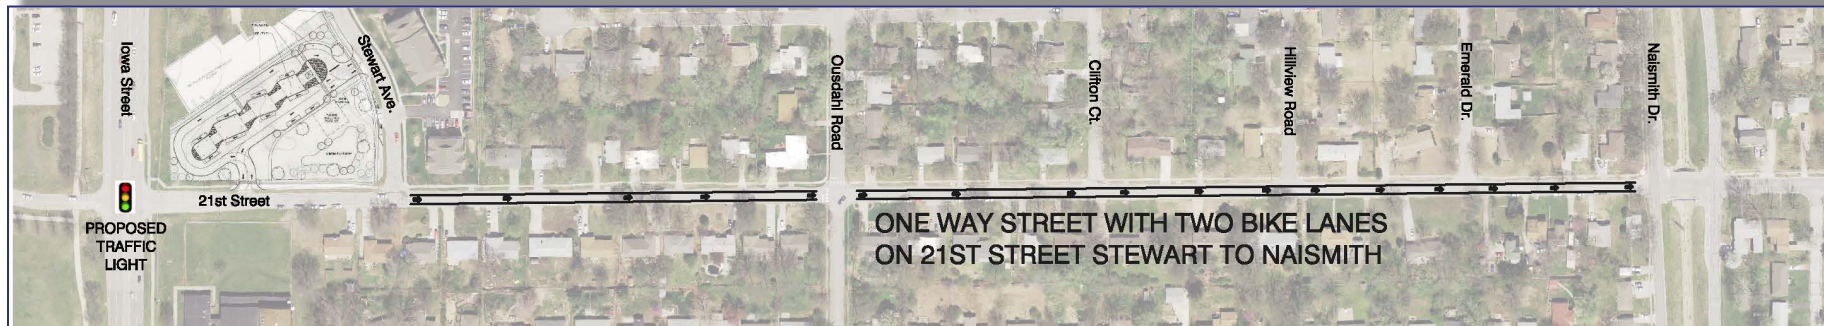 Iowa Street
Stewart Ave.
Ousdahl Road
Clifton Ct.
Hillview Road
Emerald Dr.
Naismith Dr.
21st Street
PROPOSED
TRAFFIC
LIGHT
ONE WAY STREET WITH TWO BIKE LANES
ON 21ST STREET STEWART TO NAISMITH